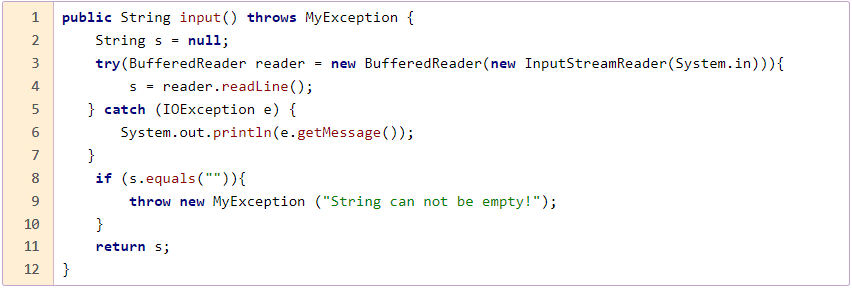 1 public String input() throws MyException {
2     String s = null;
3     try(BufferedReader reader = new BufferedReader(new InputStreamReader(System.in))){
4         s = reader.readLine();
5    } catch (IOException e) {
6        System.out.println(e.getMessage());
7    }
8     if (s.equals("")){
9         throw new MyException ("String can not be empty!");
10     }
11     return s;
12 }